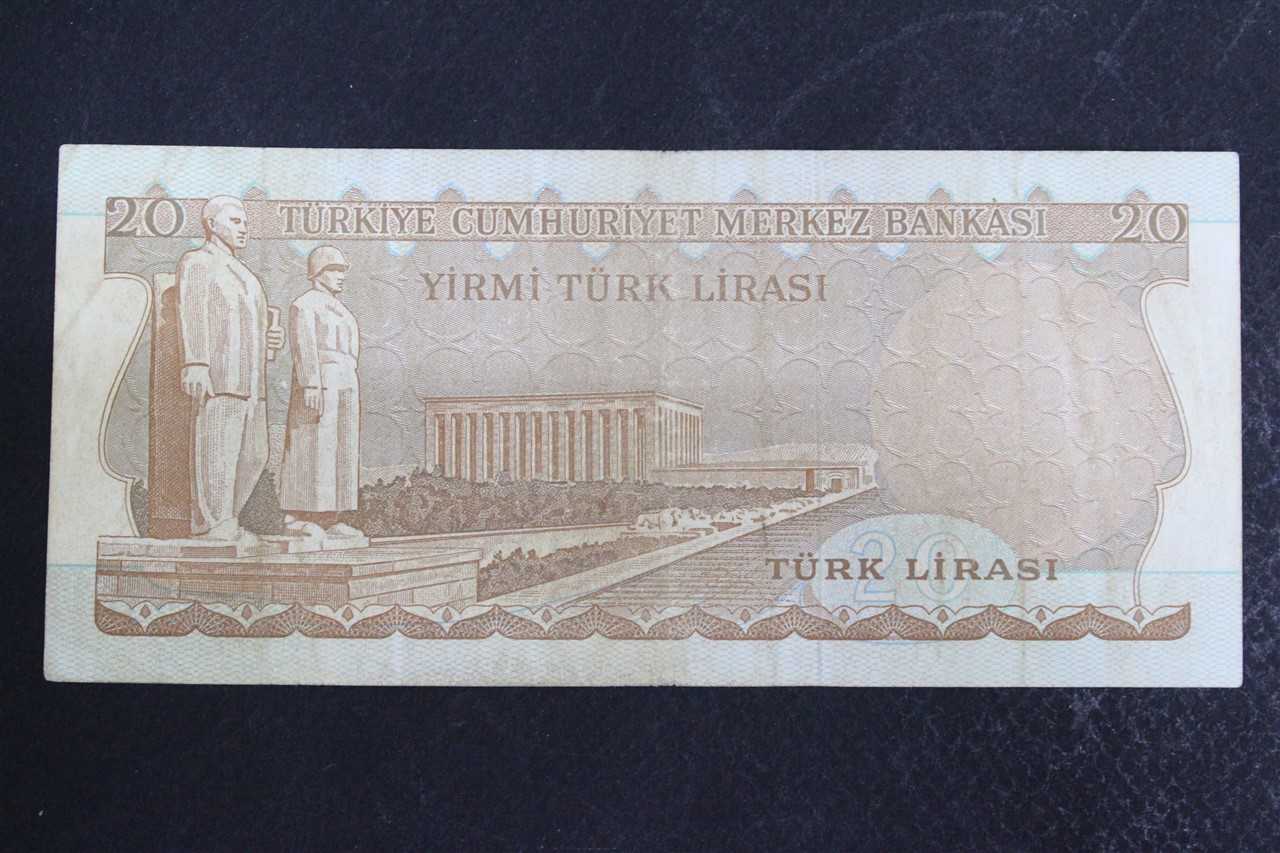 20 TÜRKİYE CUMHURİYET MERKEZ BANKASI 20
YİRMİ TÜRK LİRASI
20
TÜRK LİRASI